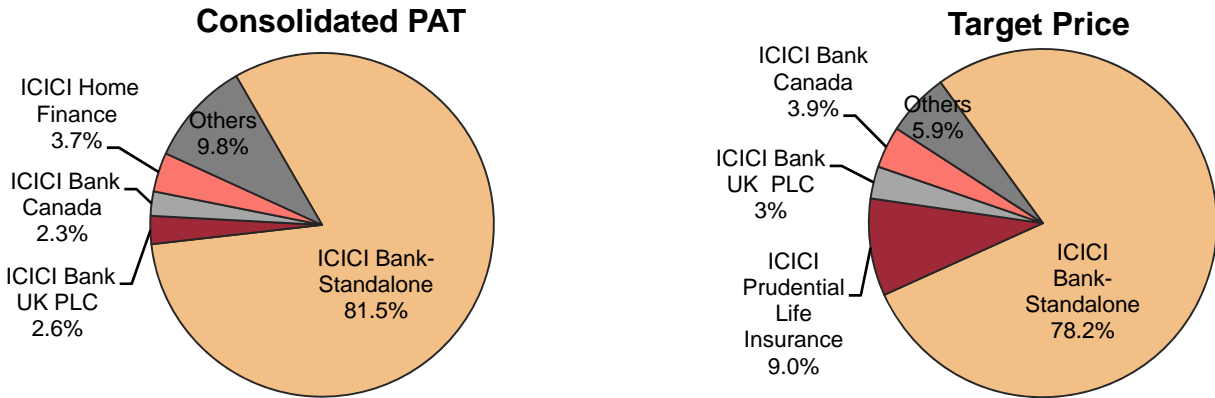 Consolidated PAT
ICICI Home
Finance
3.7%
Others
9.8%
ICICI Bank
Canada
2.3%
ICICI Bank
UK PLC
2.6%
ICICI Bank-
Standalone
81.5%
Target Price
ICICI Bank
Canada
3.9%
Others
5.9%
ICICI Bank
UK PLC
3%
ICICI
Prudential
Life
Insurance
9.0%
ICICI
Bank-
Standalone
78.2%